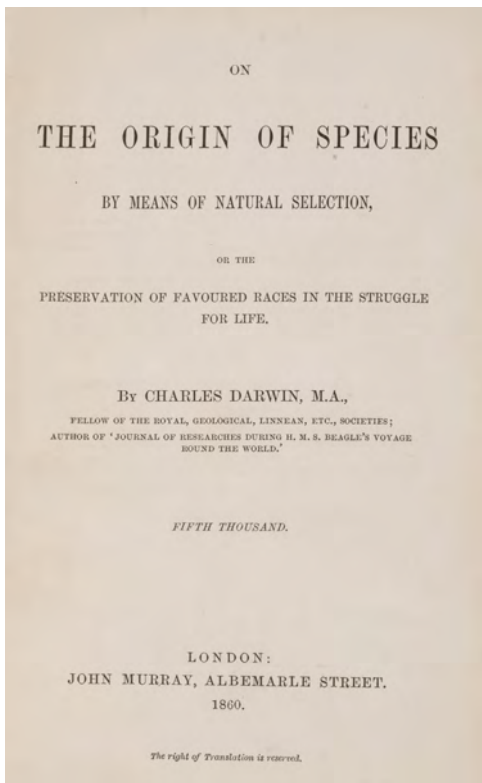 ON
THE ORIGIN OF SPECIES
BY MEANS OF NATURAL SELECTION,
OR THE
PRESERVATION OF FAVOURED RACES IN THE STRUGGLE
FOR LIFE.
BY CHARLES DARWIN, M.A.,
FELLOW OF THE ROYAL, GEOLOGICAL, LINNEAN, ETC., SOCIETIES;
AUTHOR OF 'JOURNAL OF RESEARCHES DURING H. M. S. BEAGLE'S VOYAGE
ROUND THE WORLD.'
FIFTH THOUSAND.
LONDON:
JOHN MURRAY, ALBEMARLE STREET.
1860.
The right of Translation is reserved.